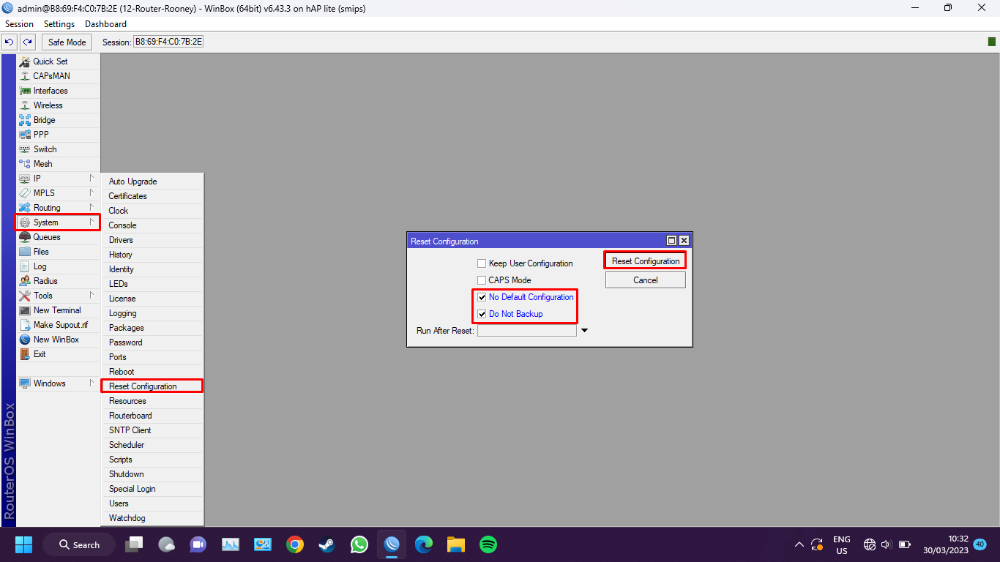 admin@B8:69:F4:C0:7B:2E (12-Router-Rooney) - WinBox (64bit) v6.43.3 on hAP lite (smips)
Session Settings Dashboard
Safe Mode Session: B8:69:F4:C0:7B:2E
Quick Set
CAPsMAN
Interfaces
Wireless
Bridge
PPP
Switch
Mesh
IP
MPLS
Routing
System
Queues
Files
Log
Radius
Tools
New Terminal
Make Supout.rif
New WinBox
Exit
Windows
RouterOS WinBox
Auto Upgrade
Certificates
Clock
Console
Drivers
History
Identity
LEDs
License
Logging
Packages
Password
Ports
Reboot
Reset Configuration
Resources
Routerboard
SNTP Client
Scheduler
Scripts
Shutdown
Special Login
Users
Watchdog
Reset Configuration
Keep User Configuration
CAPS Mode
No Default Configuration
Do Not Backup
Run After Reset:
Reset Configuration
Cancel
Search
ENG
US
10:32
30/03/2023
40